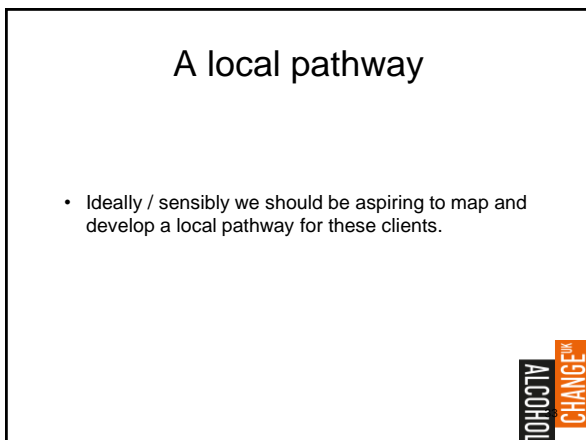 A local pathway
• Ideally / sensibly we should be aspiring to map and
develop a local pathway for these clients.
ALCOHOL
CHANGE UK